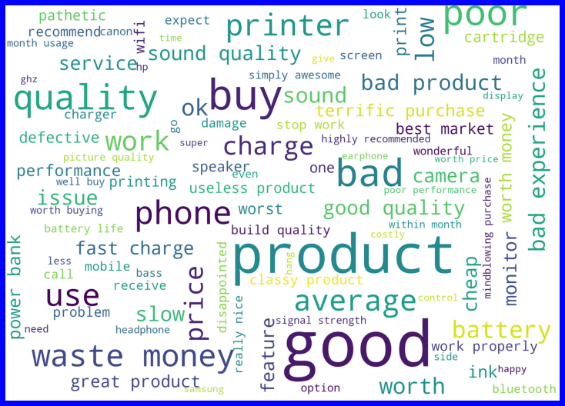 pathetic
recommend
canon
month usage
wifi
hp
expect
time
printer
look
print
low
poor
cartridge
service
sound quality
give
screen
month
ghz
quality
buy
simply awesome
sound
bad product
display
charger
ok
go
damage
terrific purchase
stop work
best market
defective
work
super
charge
highly recommended
wonderful
worth money
bad experience
picture quality
earphone
worth price
performance
speaker
even
one
bad
camera
well buy
printing
useless product
poor performance
issue
phone
worst
good quality
mindblowing purchase
worth buying
within month
battery life
build quality
costly
monitor
power bank
fast charge
disappointed
product
less
call
mobile
bass
receive
price
hang
classy product
cheap
use
slow
really nice
average
control
problem
signal strength
battery
need
headphone
feature
good
work properly
waste money
side
great product
samsung
option
worth
ink
happy
bluetooth